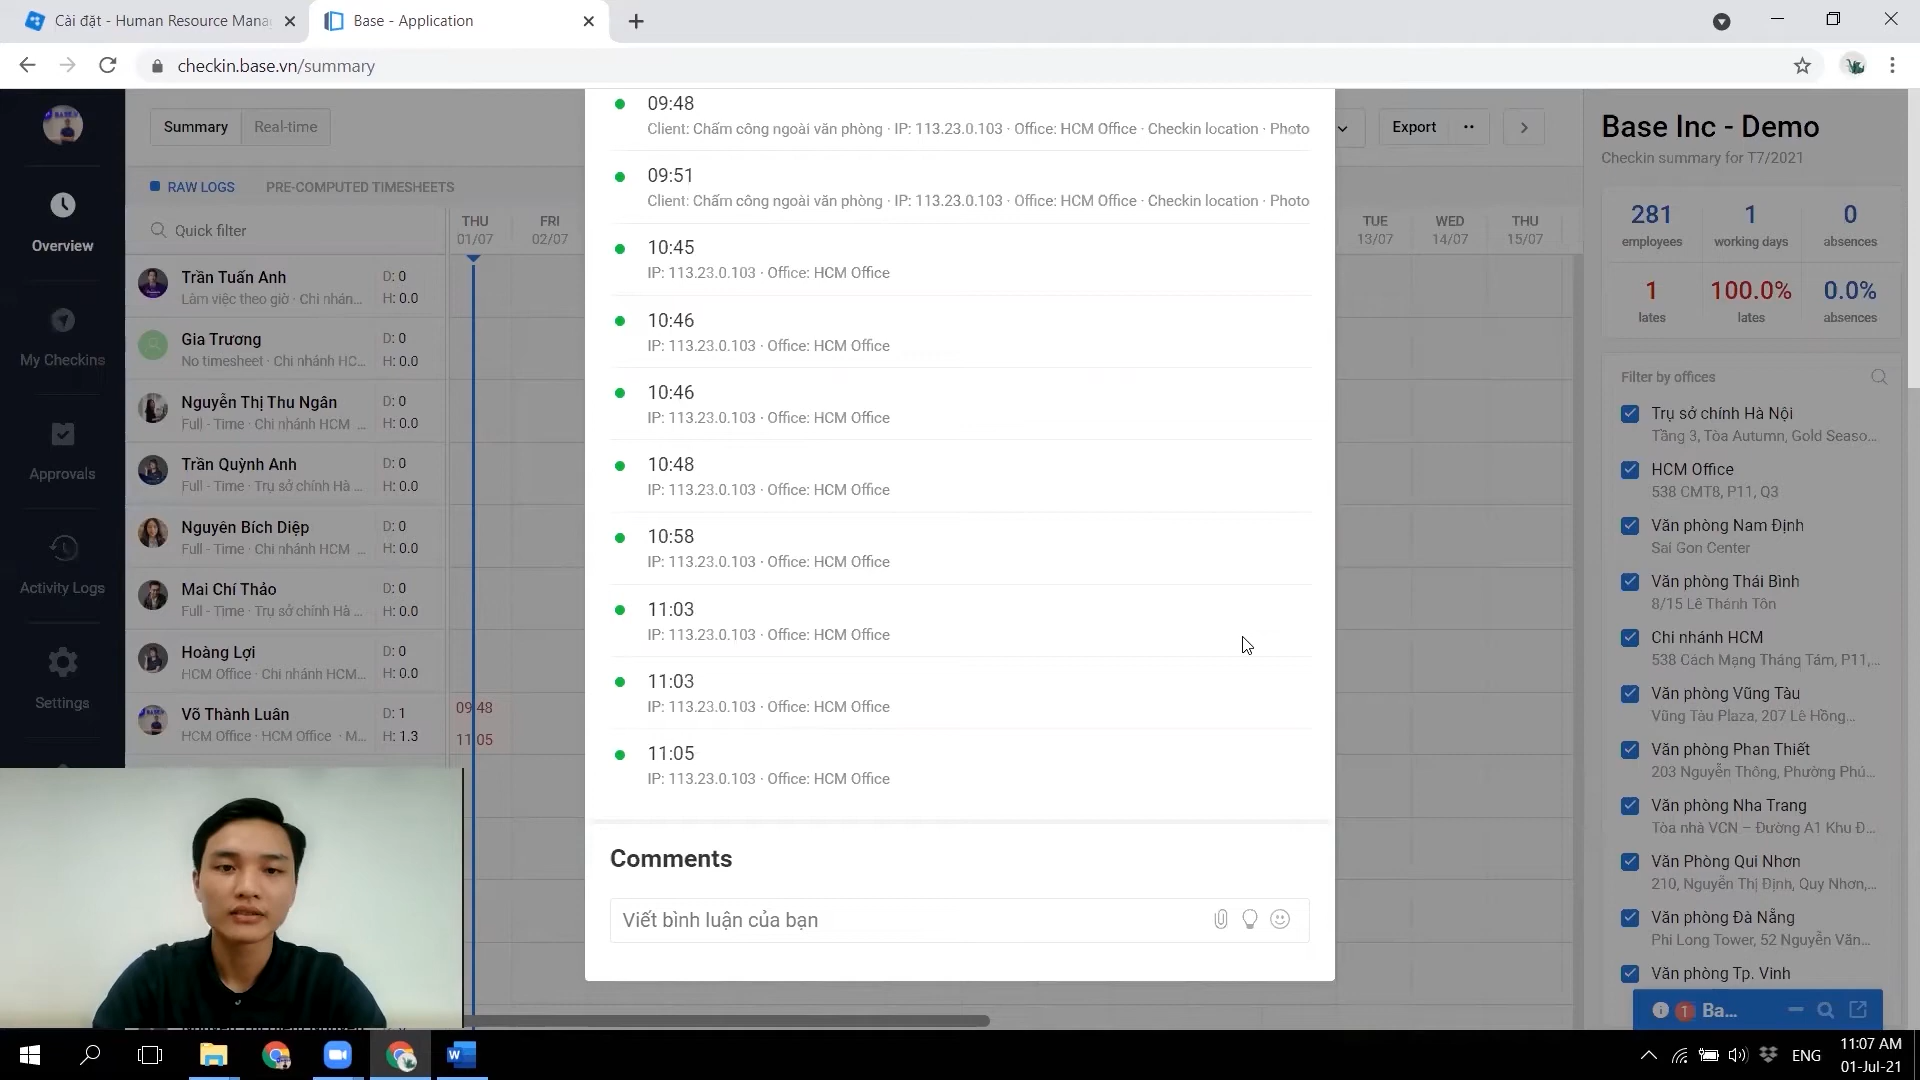 Cài đặt - Human Resource Mana
Base - Application
checkin.base.vn/summary
Overview
My Checkins
Approvals
Activity Logs
Settings
Summary
Real-time
Export
RAW LOGS
PRE-COMPUTED TIMESHEETS
Quick filter
THU
01/07
FRI
02/07
TUE
13/07
WED
14/07
THU
15/07
Trần Tuấn Anh
Làm việc theo giờ · Chi nhán...
D: 0
H: 0.0
Gia Trương
No timesheet · Chi nhánh HC...
D: 0
H: 0.0
Nguyễn Thị Thu Ngân
Full - Time · Chi nhánh HCM ...
D: 0
H: 0.0
Trần Quỳnh Anh
Full - Time · Trụ sở chính Hà ...
D: 0
H: 0.0
Nguyên Bích Diệp
Full - Time · Chi nhánh HCM ...
D: 0
H: 0.0
Mai Chí Thảo
Full - Time · Trụ sở chính Hà ...
D: 0
H: 0.0
Hoàng Lợi
HCM Office · Chi nhánh HCM...
D: 0
H: 0.0
Võ Thành Luân
HCM Office · HCM Office · M...
D: 1
H: 1.3
09:48
11:05
09:48
Client: Chấm công ngoài văn phòng · IP: 113.23.0.103 · Office: HCM Office · Checkin location · Photo
09:51
Client: Chấm công ngoài văn phòng · IP: 113.23.0.103 · Office: HCM Office · Checkin location · Photo
10:45
IP: 113.23.0.103 · Office: HCM Office
10:46
IP: 113.23.0.103 · Office: HCM Office
10:46
IP: 113.23.0.103 · Office: HCM Office
10:48
IP: 113.23.0.103 · Office: HCM Office
10:58
IP: 113.23.0.103 · Office: HCM Office
11:03
IP: 113.23.0.103 · Office: HCM Office
11:03
IP: 113.23.0.103 · Office: HCM Office
11:05
IP: 113.23.0.103 · Office: HCM Office
Comments
Viết bình luận của bạn
Base Inc - Demo
Checkin summary for T7/2021
281
employees
1
working days
0
absences
1
lates
100.0%
lates
0.0%
absences
Filter by offices
Trụ sở chính Hà Nội
Tầng 3, Tòa Autumn, Gold Seaso...
HCM Office
538 CMT8, P11, Q3
Văn phòng Nam Định
Sai Gon Center
Văn phòng Thái Bình
8/15 Lê Thánh Tôn
Chi nhánh HCM
538 Cách Mạng Tháng Tám, P11,...
Văn phòng Vũng Tàu
Vũng Tàu Plaza, 207 Lê Hồng...
Văn phòng Phan Thiết
203 Nguyễn Thông, Phường Phú...
Văn phòng Nha Trang
Tòa nhà VCN – Đường A1 Khu Đ...
Văn Phòng Qui Nhơn
210, Nguyễn Thị Định, Quy Nhơn,...
Văn phòng Đà Nẵng
Phi Long Tower, 52 Nguyễn Văn...
Văn phòng Tp. Vinh
1 Ba...
ENG
11:07 AM
01-Jul-21